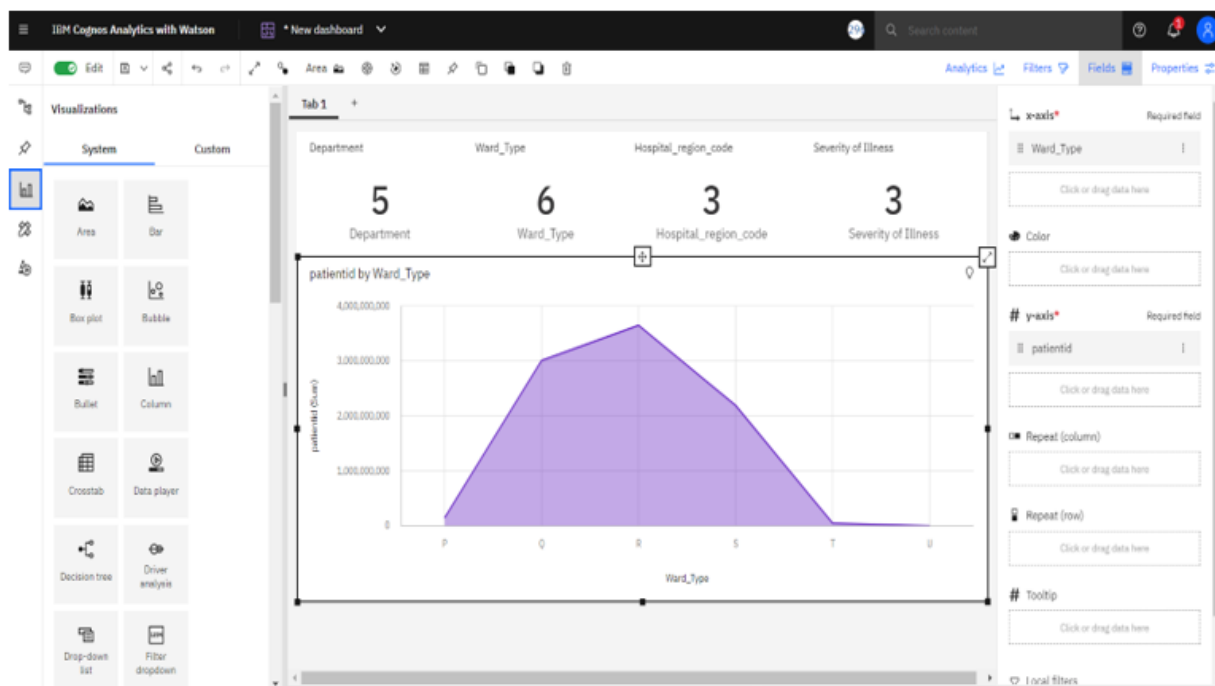 IBM Cognos Analytics with Watson
* New dashboard
Search content
Edit
Area
Analytics
Filters
Fields
Properties
Visualizations
System
Custom
Area
Bar
Box plot
Bubble
Bullet
Column
Crosstab
Data player
Decision tree
Driver
analysis
Drop-down
list
Filter
dropdown
Tab 1
+
Department
Ward_Type
Hospital_region_code
Severity of Illness
5
6
3
3
Department
Ward_Type
Hospital_region_code
Severity of Illness
patientid by Ward_Type
patientid (Sum)
4,000,000,000
3,000,000,000
2,000,000,000
1,000,000,000
0
P
Q
R
S
T
U
Ward_Type
x-axis*
Required field
Ward_Type
Click or drag data here
Color
Click or drag data here
# y-axis*
Required field
patientid
Click or drag data here
Repeat (column)
Click or drag data here
Repeat (row)
Click or drag data here
# Tooltip
Click or drag data here
Local filters